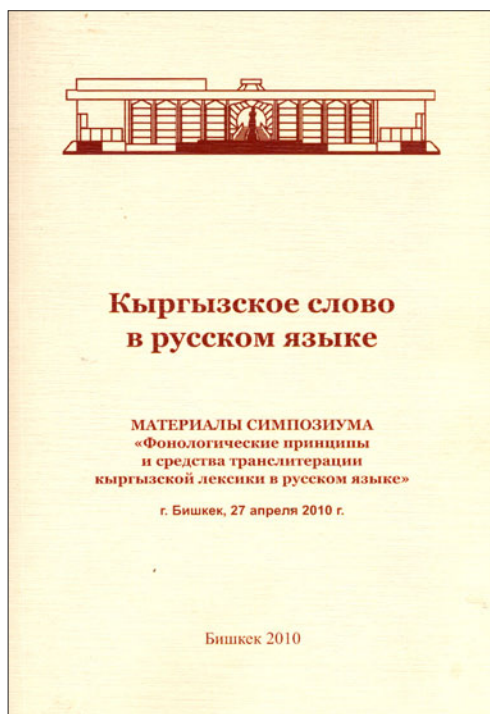 Кыргызское слово
в русском языке
МАТЕРИАЛЫ СИМПОЗИУМА
«Фонологические принципы
и средства транслитерации
кыргызской лексики в русском языке»
г. Бишкек, 27 апреля 2010 г.
Бишкек 2010